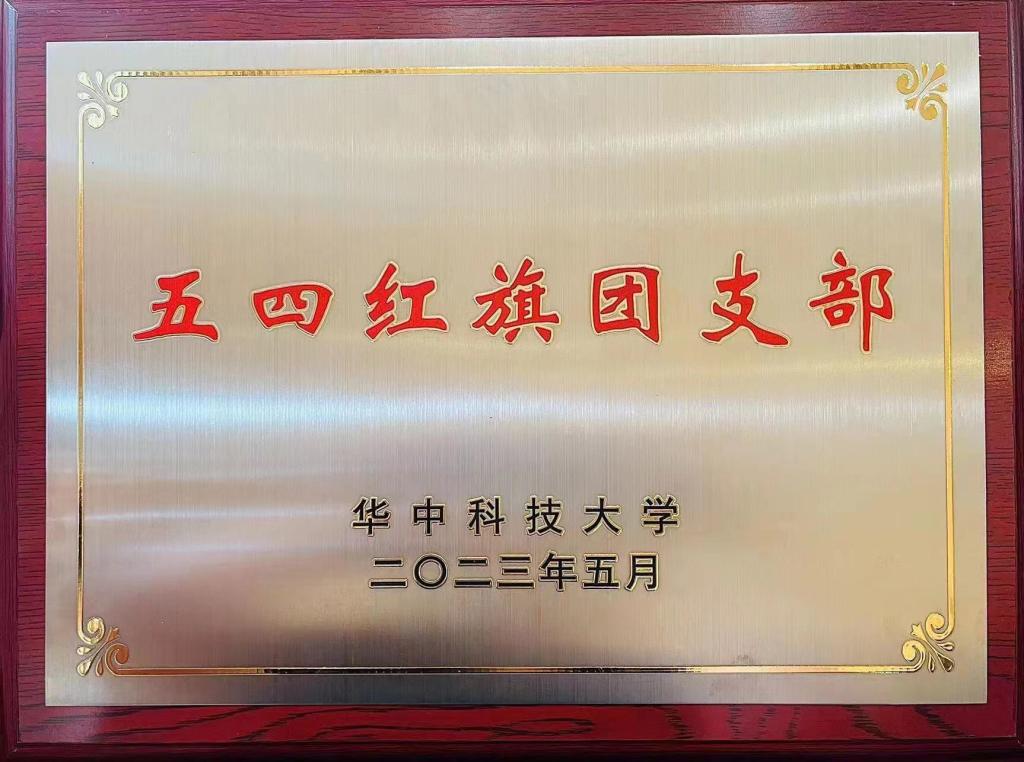 五四红旗团支部
华中科技大学
二〇二三年五月